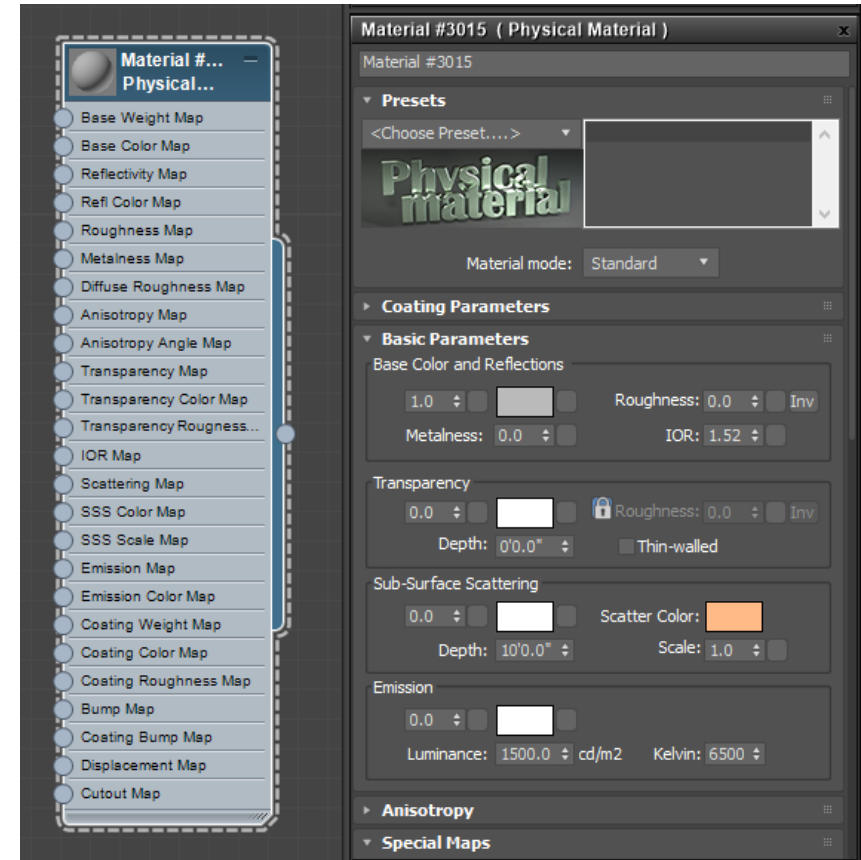 Material #...
Physical...
Base Weight Map
Base Color Map
Reflectivity Map
Refl Color Map
Roughness Map
Metalness Map
Diffuse Roughness Map
Anisotropy Map
Anisotropy Angle Map
Transparency Map
Transparency Color Map
Transparency Rougness...
IOR Map
Scattering Map
SSS Color Map
SSS Scale Map
Emission Map
Emission Color Map
Coating Weight Map
Coating Color Map
Coating Roughness Map
Bump Map
Coating Bump Map
Displacement Map
Cutout Map
Material #3015 ( Physical Material )
x
Material #3015
Presets
<Choose Preset....>
Physical
material
Material mode: Standard
Coating Parameters
Basic Parameters
Base Color and Reflections
1.0 Roughness: 0.0 Inv
Metalness: 0.0 IOR: 1.52
Transparency
0.0 Roughness: 0.0 Inv
Depth: 0'0.0" Thin-walled
Sub-Surface Scattering
0.0 Scatter Color:
Depth: 10'0.0" Scale: 1.0
Emission
0.0
Luminance: 1500.0 cd/m2 Kelvin: 6500
Anisotropy
Special Maps